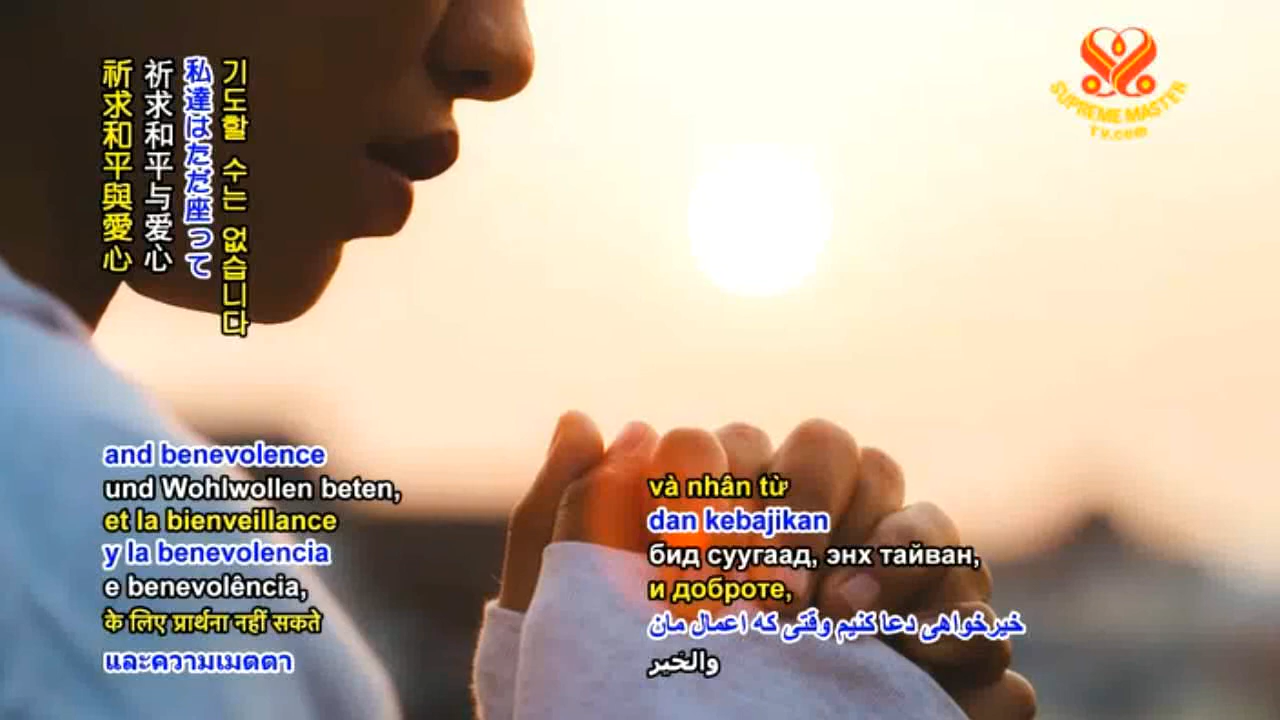 祈求和平與愛心
祈求和平与爱心
私達はただ座って
기도할 수는 없습니다
SUPREME MASTER
TV.com
and benevolence
und Wohlwollen beten,
et la bienveillance
y la benevolencia
e benevolência,
के लिए प्रार्थना नहीं सकते
และความเมตตา
và nhân từ
dan kebajikan
бид суугаад, энх тайван,
и доброте,
خیرخواهی دعا کنیم وقتی که اعمال مان
والخير